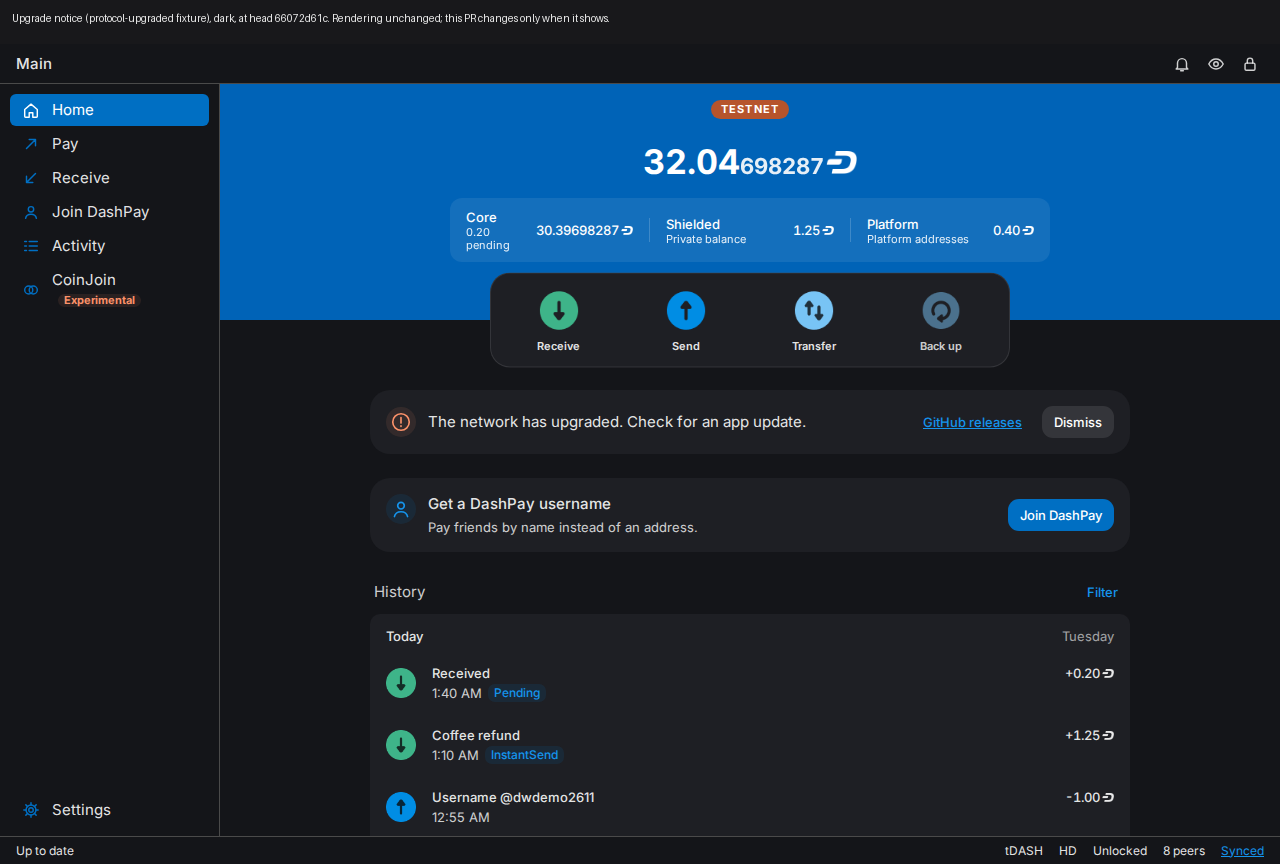 Upgrade notice (protocol-upgraded fixture), dark, at head 66072d61c. Rendering unchanged; this PR changes only when it shows.
Main
Home
Pay
Receive
Join DashPay
Activity
CoinJoin
Experimental
Settings
TESTNET
32.04698287
Core
0.20 pending
30.39698287
Shielded
Private balance
1.25
Platform
Platform addresses
0.40
Receive
Send
Transfer
Back up
The network has upgraded. Check for an app update.
GitHub releases
Dismiss
Get a DashPay username
Pay friends by name instead of an address.
Join DashPay
History
Filter
Today
Tuesday
Received
+0.20
1:40 AM Pending
Coffee refund
+1.25
1:10 AM InstantSend
Username @dwdemo2611
-1.00
12:55 AM
Up to date
tDASH
HD
Unlocked
8 peers
Synced